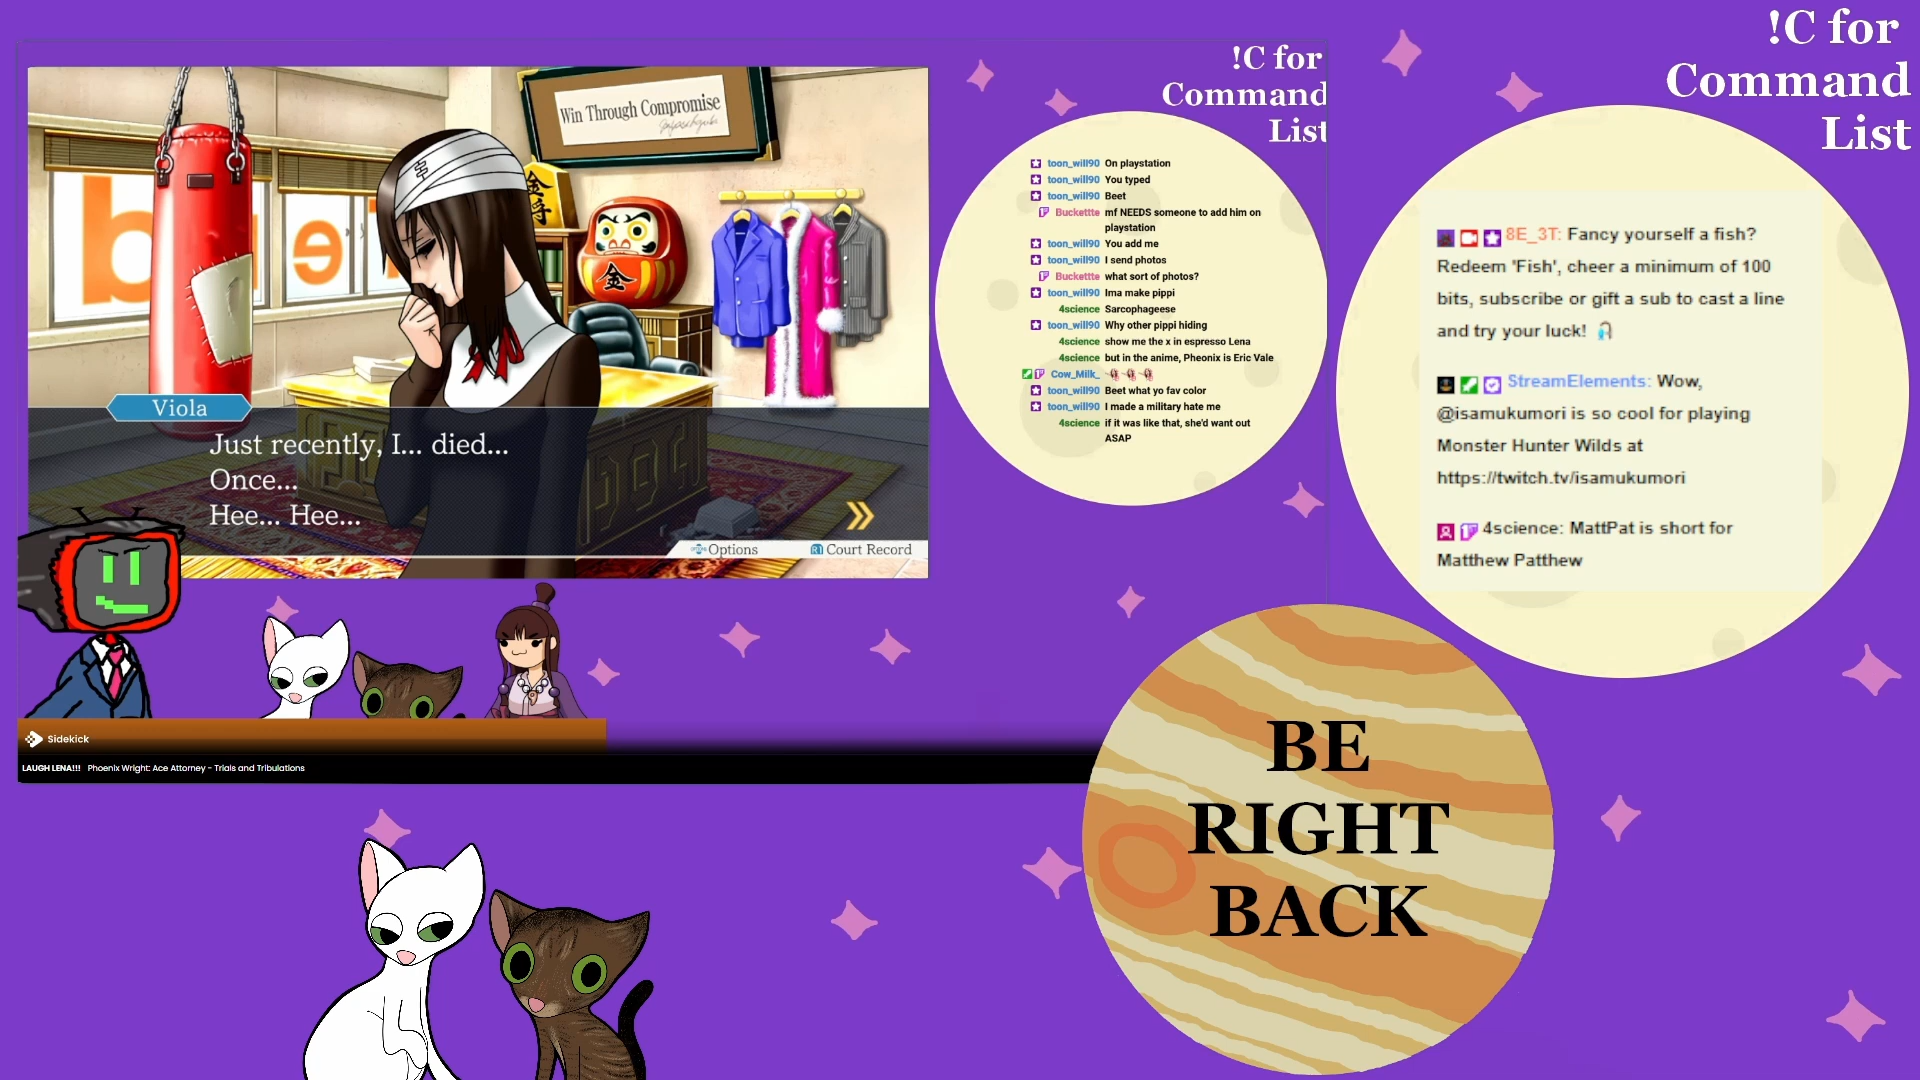 !C for
Command
List
!C for
Command
List
Win Through Compromise
金
将
金
toon_will90 On playstation
toon_will90 You typed
toon_will90 Beet
Buckettte mf NEEDS someone to add him on
playstation
toon_will90 You add me
toon_will90 I send photos
Buckettte what sort of photos?
toon_will90 Ima make pippi
4science Sarcophageese
toon_will90 Why other pippi hiding
4science show me the x in espresso Lena
4science but in the anime, Pheonix is Eric Vale
Cow_Milk_
toon_will90 Beet what yo fav color
toon_will90 I made a military hate me
4science if it was like that, she'd want out
ASAP
8E_3T: Fancy yourself a fish?
Redeem 'Fish', cheer a minimum of 100
bits, subscribe or gift a sub to cast a line
and try your luck!
StreamElements: Wow,
@isamukumori is so cool for playing
Monster Hunter Wilds at
https://twitch.tv/isamukumori
4science: MattPat is short for
Matthew Patthew
Viola
Just recently, I... died...
Once...
Hee... Hee...
Options
R1 Court Record
Sidekick
LAUGH LENA!!! Phoenix Wright: Ace Attorney - Trials and Tribulations
BE
RIGHT
BACK